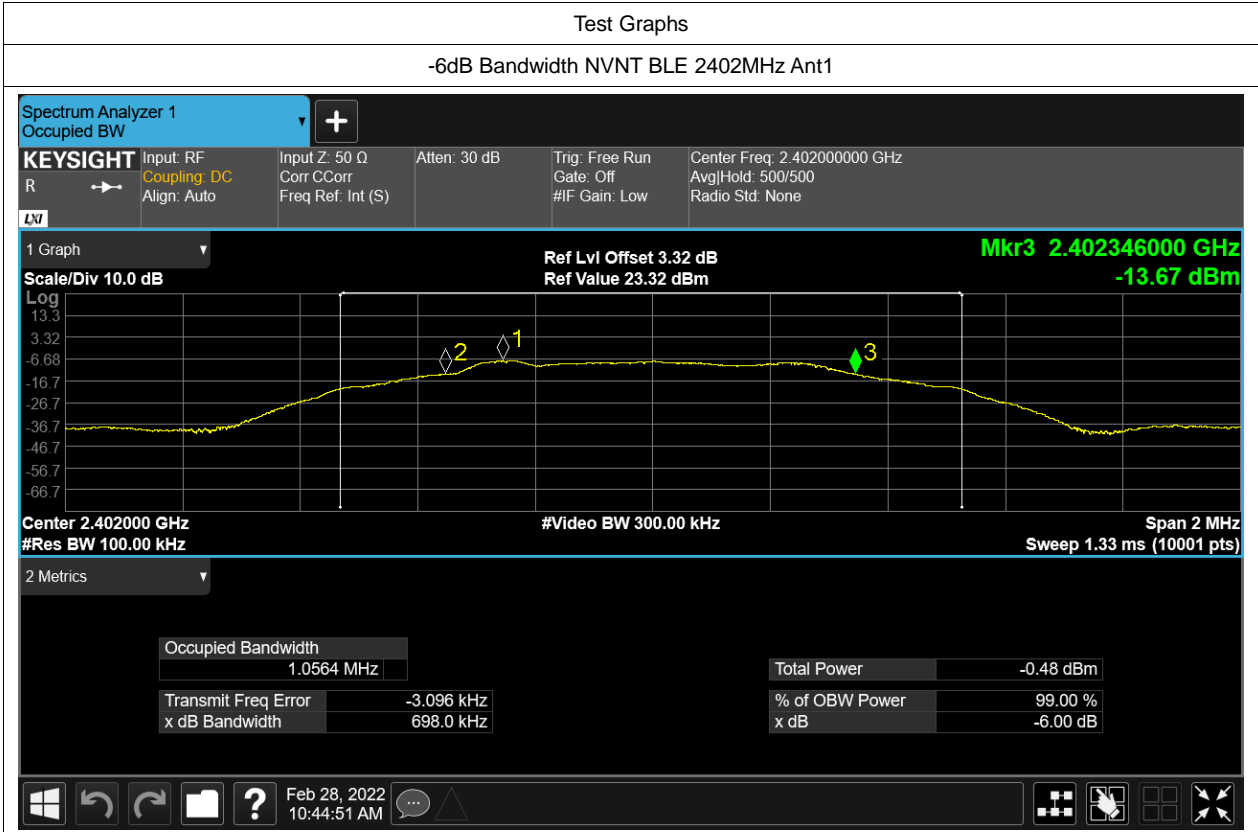 Test Graphs
-6dB Bandwidth NVNT BLE 2402MHz Ant1
Spectrum Analyzer 1
Occupied BW
KEYSIGHT
R
LXI
Input: RF
Coupling: DC
Align: Auto
Input Z: 50 Ω
Corr CCorr
Freq Ref: Int (S)
Atten: 30 dB
Trig: Free Run
Gate: Off
#IF Gain: Low
Center Freq: 2.402000000 GHz
Avg|Hold: 500/500
Radio Std: None
1 Graph
Scale/Div 10.0 dB
Ref Lvl Offset 3.32 dB
Ref Value 23.32 dBm
Mkr3 2.402346000 GHz
-13.67 dBm
Log
13.3
3.32
-6.68
-16.7
-26.7
-36.7
-46.7
-56.7
-66.7
2
1
3
Center 2.402000 GHz
#Res BW 100.00 kHz
#Video BW 300.00 kHz
Span 2 MHz
Sweep 1.33 ms (10001 pts)
2 Metrics
Occupied Bandwidth
1.0564 MHz
Transmit Freq Error -3.096 kHz
x dB Bandwidth 698.0 kHz
Total Power -0.48 dBm
% of OBW Power 99.00 %
x dB -6.00 dB
?
Feb 28, 2022
10:44:51 AM